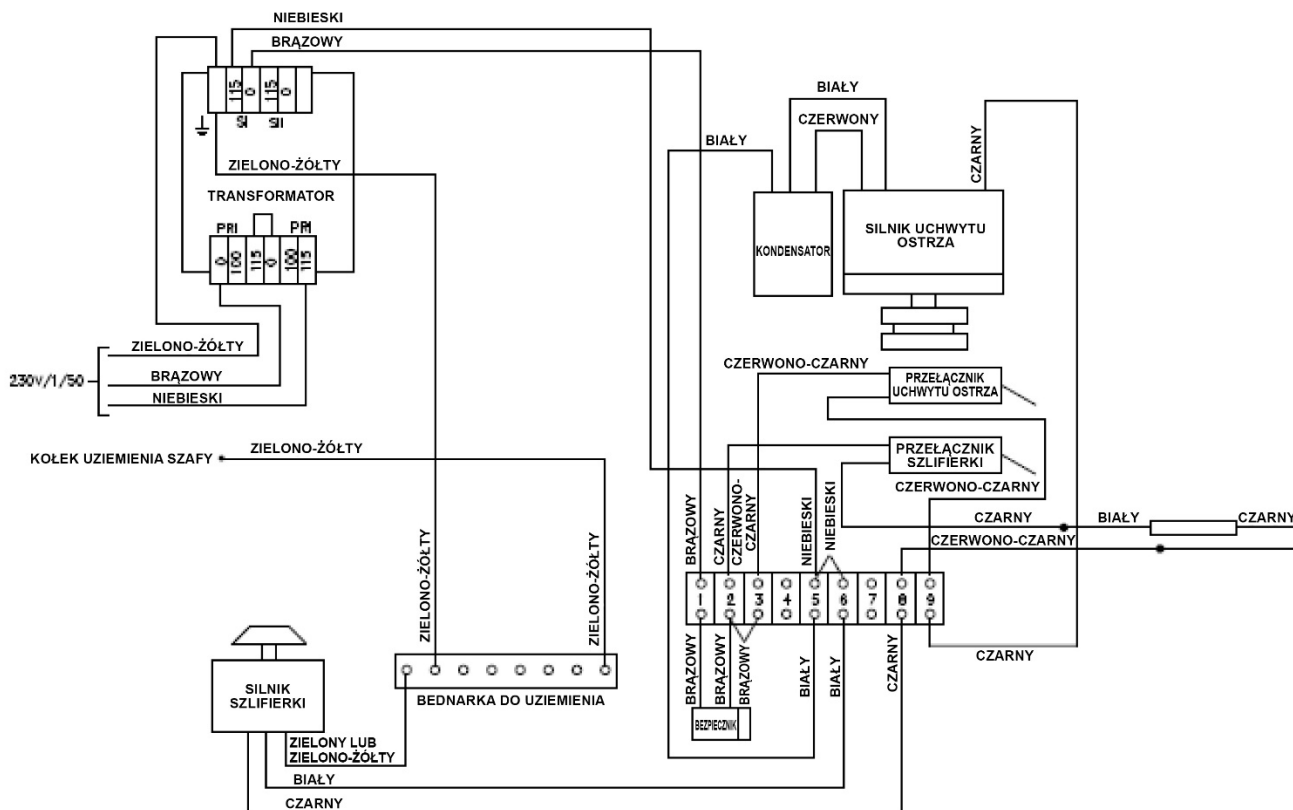 NIEBIESKI
BRĄZOWY
115
0
115
0
SI
SII
ZIELONO-ŻÓŁTY
TRANSFORMATOR
PRI
PRI
0
100
115
0
100
115
230V/1/50
ZIELONO-ŻÓŁTY
BRĄZOWY
NIEBIESKI
BIAŁY
CZERWONY
BIAŁY
CZARNY
KONDENSATOR
SILNIK UCHWYTU
OSTRZA
CZERWONO-CZARNY
PRZEŁĄCZNIK
UCHWYTU OSTRZA
PRZEŁĄCZNIK
SZLIFIERKI
CZERWONO-CZARNY
KOŁEK UZIEMIENIA SZAFY
ZIELONO-ŻÓŁTY
CZARNY
BIAŁY
CZARNY
CZERWONO-CZARNY
BRĄZOWY
CZARNY
CZERWONO-
CZARNY
NIEBIESKI
NIEBIESKI
1
2
3
4
5
6
7
8
9
ZIELONO-ŻÓŁTY
ZIELONO-ŻÓŁTY
BRĄZOWY
BRĄZOWY
BRĄZOWY
BIAŁY
BIAŁY
CZARNY
CZARNY
BEZPIECZNIK
BEDNARKA DO UZIEMIENIA
SILNIK
SZLIFIERKI
ZIELONY LUB
ZIELONO-ŻÓŁTY
BIAŁY
CZARNY